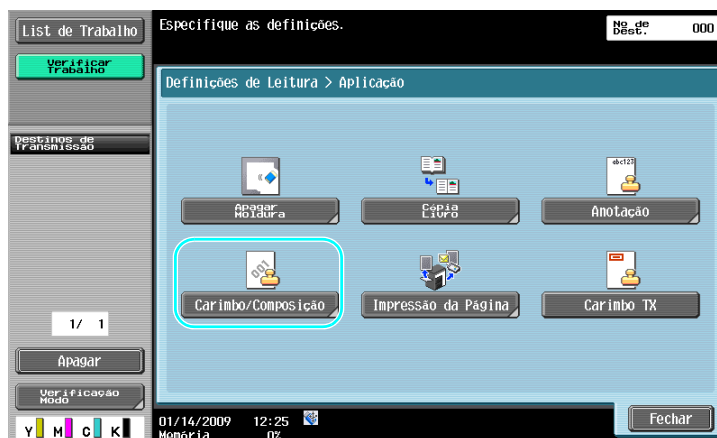 List de Trabalho
Verificar
Trabalho
Destinos de
Transmissão
1/ 1
Apagar
Verificação
Modo
Y M C K
Especifique as definições.
Nº de
Dest. 000
Definições de Leitura > Aplicação
Apagar
Moldura
Cópia
Livro
abc123
Anotação
001
Carimbo/Composição
Impressão da Página
Carimbo TX
01/14/2009 12:25
Memória 0%
Fechar